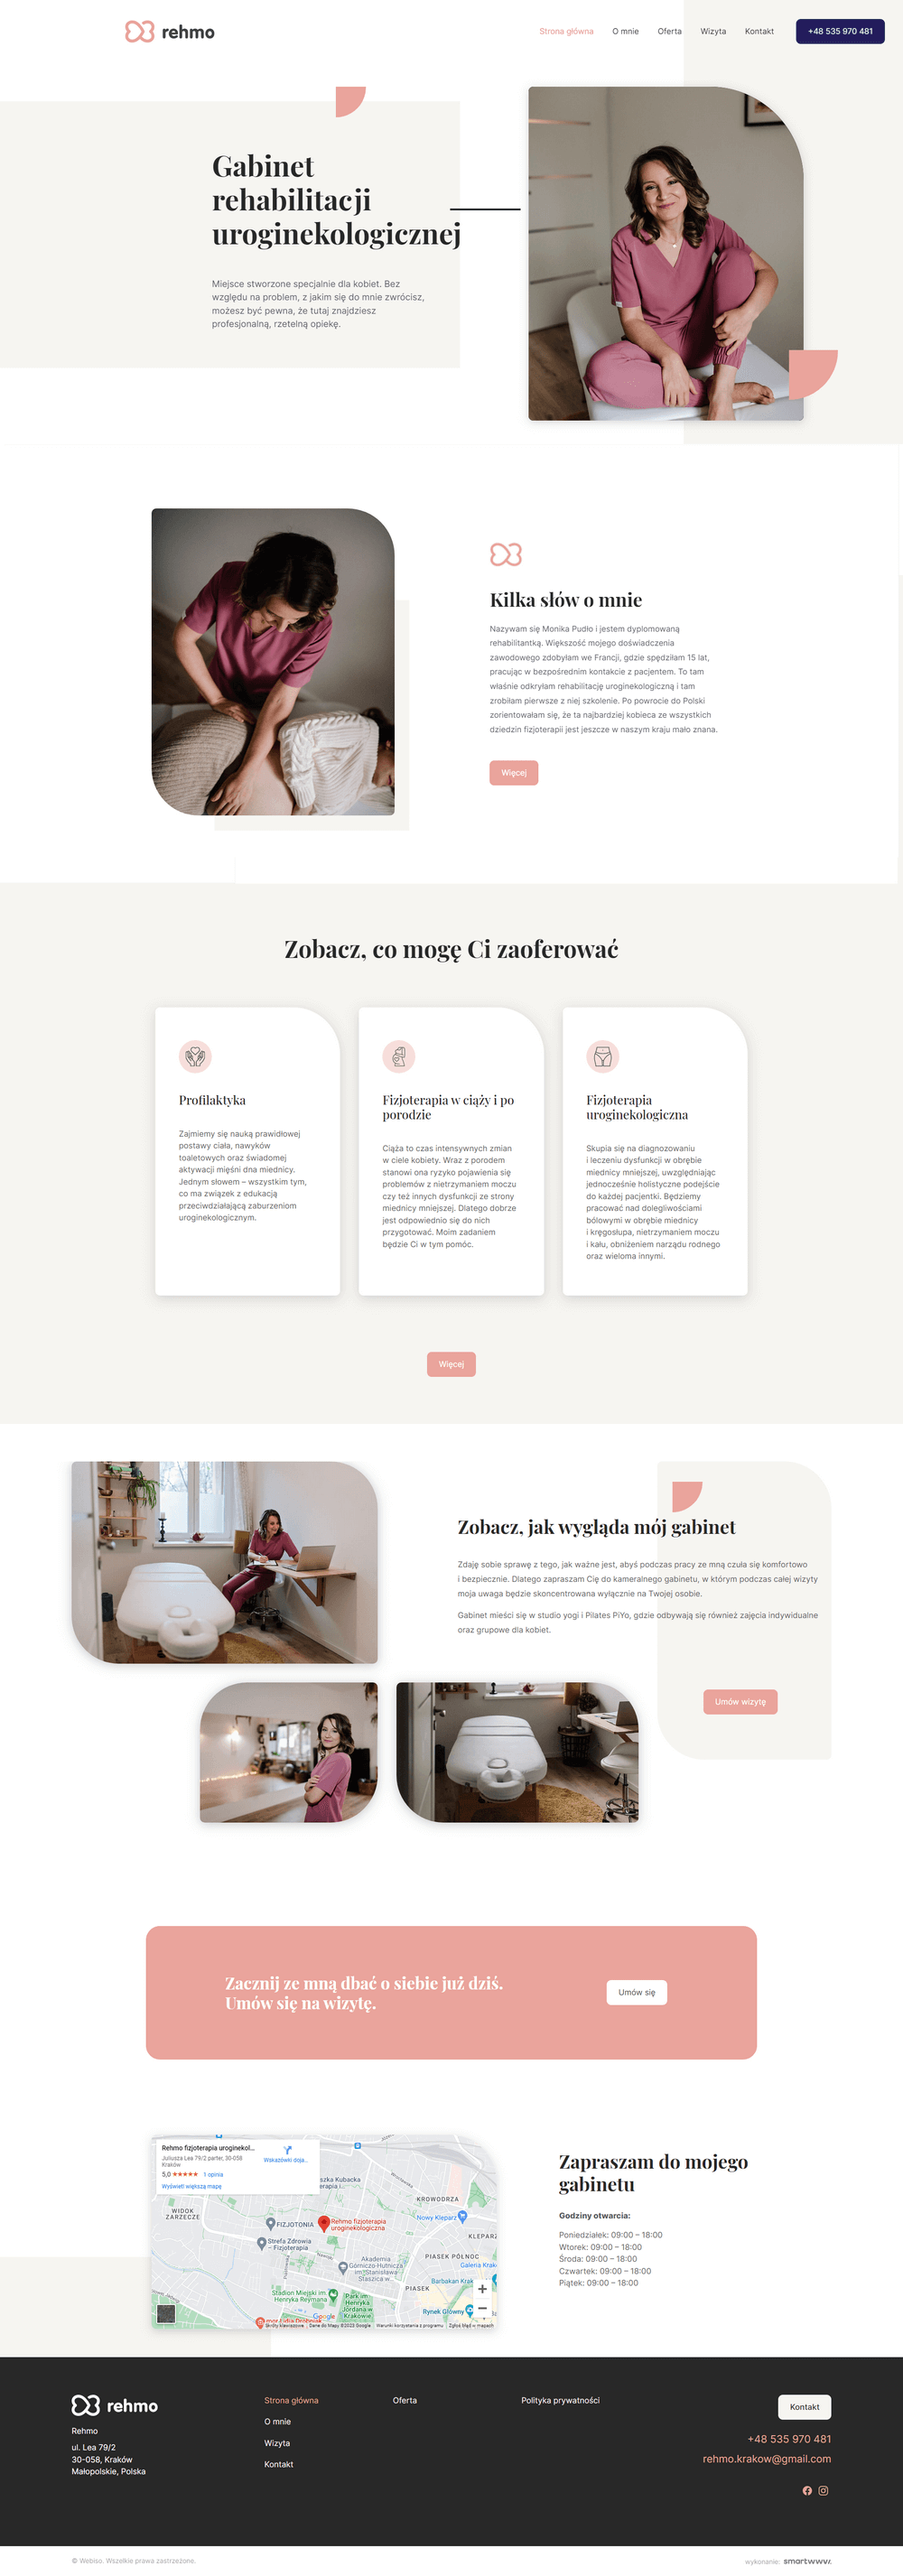 rehmo
Strona główna
O mnie
Oferta
Wizyta
Kontakt
+48 535 970 481
Gabinet
rehabilitacji
uroginekologicznej
Miejsce stworzone specjalnie dla kobiet. Bez
względu na problem, z jakim się do mnie zwrócisz,
możesz być pewna, że tutaj znajdziesz
profesjonalną, rzetelną opiekę.
Kilka słów o mnie
Nazywam się Monika Pudło i jestem dyplomowaną
rehabilitantką. Większość mojego doświadczenia
zawodowego zdobyłam we Francji, gdzie spędziłam 15 lat,
pracując w bezpośrednim kontakcie z pacjentem. To tam
właśnie odkryłam rehabilitację uroginekologiczną i tam
zrobiłam pierwsze z niej szkolenie. Po powrocie do Polski
zorientowałam się, że ta najbardziej kobieca ze wszystkich
dziedzin fizjoterapii jest jeszcze w naszym kraju mało znana.
Więcej
Zobacz, co mogę Ci zaoferować
Profilaktyka
Zajmiemy się nauką prawidłowej
postawy ciała, nawyków
toaletowych oraz świadomej
aktywacji mięśni dna miednicy.
Jednym słowem – wszystkim tym,
co ma związek z edukacją
przeciwdziałającą zaburzeniom
uroginekologicznym.
Fizjoterapia w ciąży i po
porodzie
Ciąża to czas intensywnych zmian
w ciele kobiety. Wraz z porodem
stanowi ona ryzyko pojawienia się
problemów z nietrzymaniem moczu
czy też innych dysfunkcji ze strony
miednicy mniejszej. Dlatego dobrze
jest odpowiednio się do nich
przygotować. Moim zadaniem
będzie Ci w tym pomóc.
Fizjoterapia
uroginekologiczna
Skupia się na diagnozowaniu
i leczeniu dysfunkcji w obrębie
miednicy mniejszej, uwzględniając
jednocześnie holistyczne podejście
do każdej pacjentki. Będziemy
pracować nad dolegliwościami
bólowymi w obrębie miednicy
i kręgosłupa, nietrzymaniem moczu
i kału, obniżeniem narządu rodnego
oraz wieloma innymi.
Więcej
Zobacz, jak wygląda mój gabinet
Zdaję sobie sprawę z tego, jak ważne jest, abyś podczas pracy ze mną czuła się komfortowo
i bezpiecznie. Dlatego zapraszam Cię do kameralnego gabinetu, w którym podczas całej wizyty
moja uwaga będzie skoncentrowana wyłącznie na Twojej osobie.
Gabinet mieści się w studio yogi i Pilates PiYo, gdzie odbywają się również zajęcia indywidualne
oraz grupowe dla kobiet.
Umów wizytę
Zacznij ze mną dbać o siebie już dziś.
Umów się na wizytę.
Umów się
Rehmo fizjoterapia uroginekol...
Juliusza Lea 79/2 parter, 30-058
Kraków
5,0 ★★★★★ 1 opinia
Wyświetl większą mapę
Wskazówki doja...
WIDOK
ZARZECZE
FIZJOTONIA
Strefa Zdrowia
– Fizjoterapia
Rehmo fizjoterapia
uroginekologiczna
KROWODRZA
Nowy Kleparz
PIASEK PÓŁNOC
Galeria Krak
Akademia
Górniczo-Hutnicza
im. Stanisława
Staszica w...
Barbakan Krak
PIASEK
Stadion Miejski im.
Henryka Reymana
Park im.
Henryka
Jordana w
Krakowie
Rynek Główny
+
−
Google
Skróty klawiszowe
Dane do Mapy ©2023 Google
Warunki korzystania z programu
Zgłoś błąd w mapach
Zapraszam do mojego
gabinetu
Godziny otwarcia:
Poniedziałek: 09:00 – 18:00
Wtorek: 09:00 – 18:00
Środa: 09:00 – 18:00
Czwartek: 09:00 – 18:00
Piątek: 09:00 – 18:00
rehmo
Rehmo
ul. Lea 79/2
30-058, Kraków
Małopolskie, Polska
Strona główna
O mnie
Wizyta
Kontakt
Oferta
Polityka prywatności
Kontakt
+48 535 970 481
rehmo.krakow@gmail.com
© Webiso. Wszelkie prawa zastrzeżone.
wykonanie: smartwww.